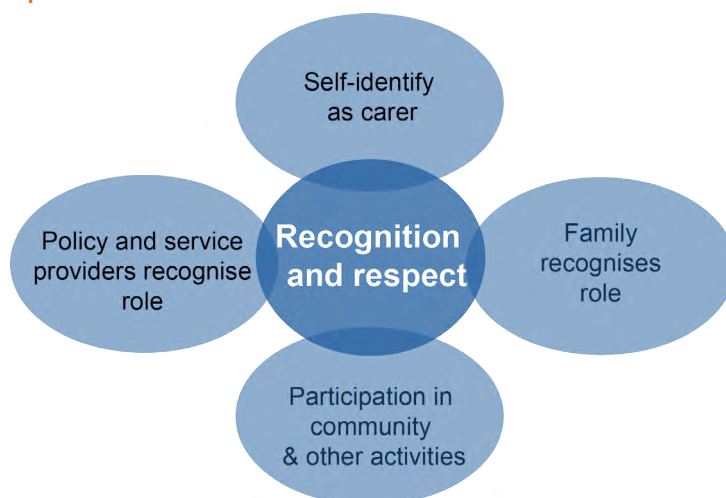 Self-identify
as carer
Policy and service
providers recognise
role
Recognition
and respect
Family
recognises
role
Participation in
community
& other activities